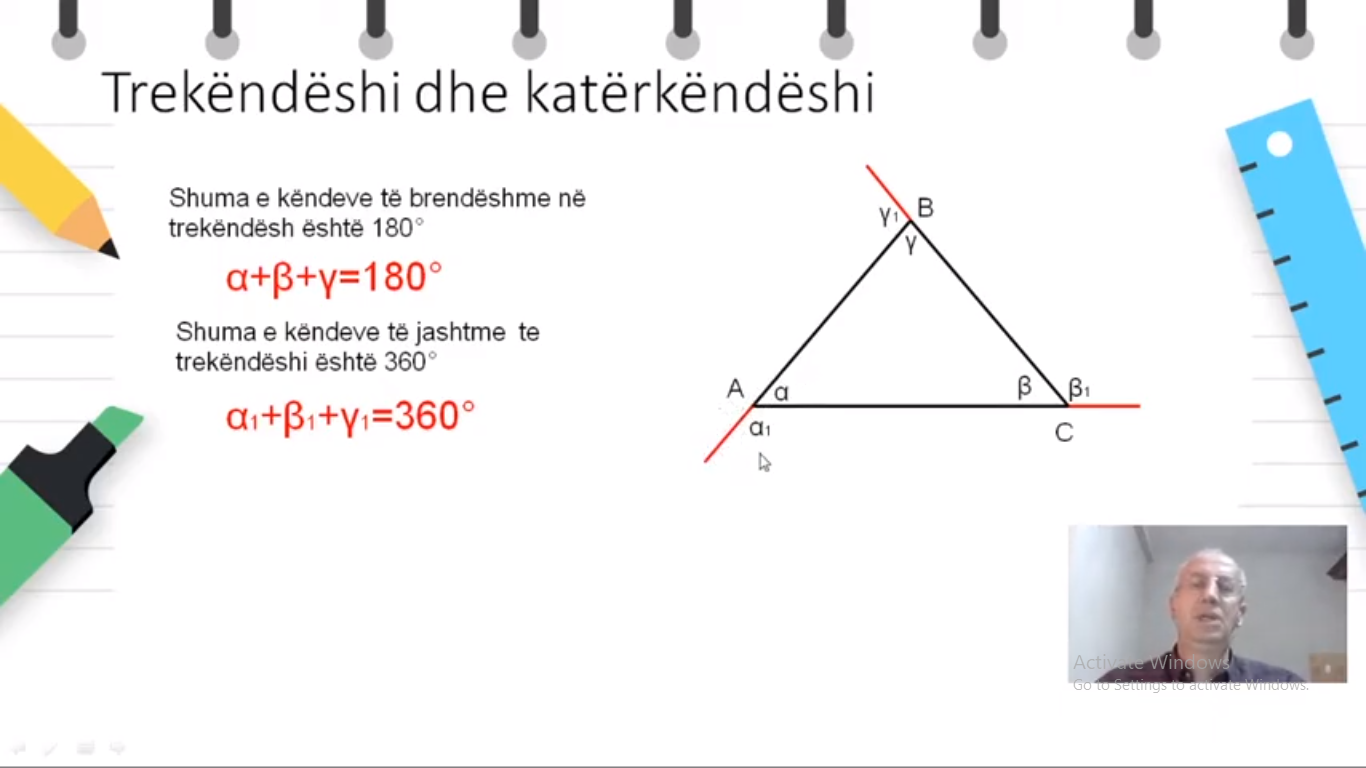 Trekëndëshi dhe katërkëndëshi
Shuma e këndeve të brendëshme në
trekëndësh është 180°
α+β+γ=180°
Shuma e këndeve të jashtme te
trekëndëshi është 360°
α₁+β₁+γ₁=360°
γ₁ B
γ
A α
β β₁
α₁
C
Activate Windows
Go to Settings to activate Windows.